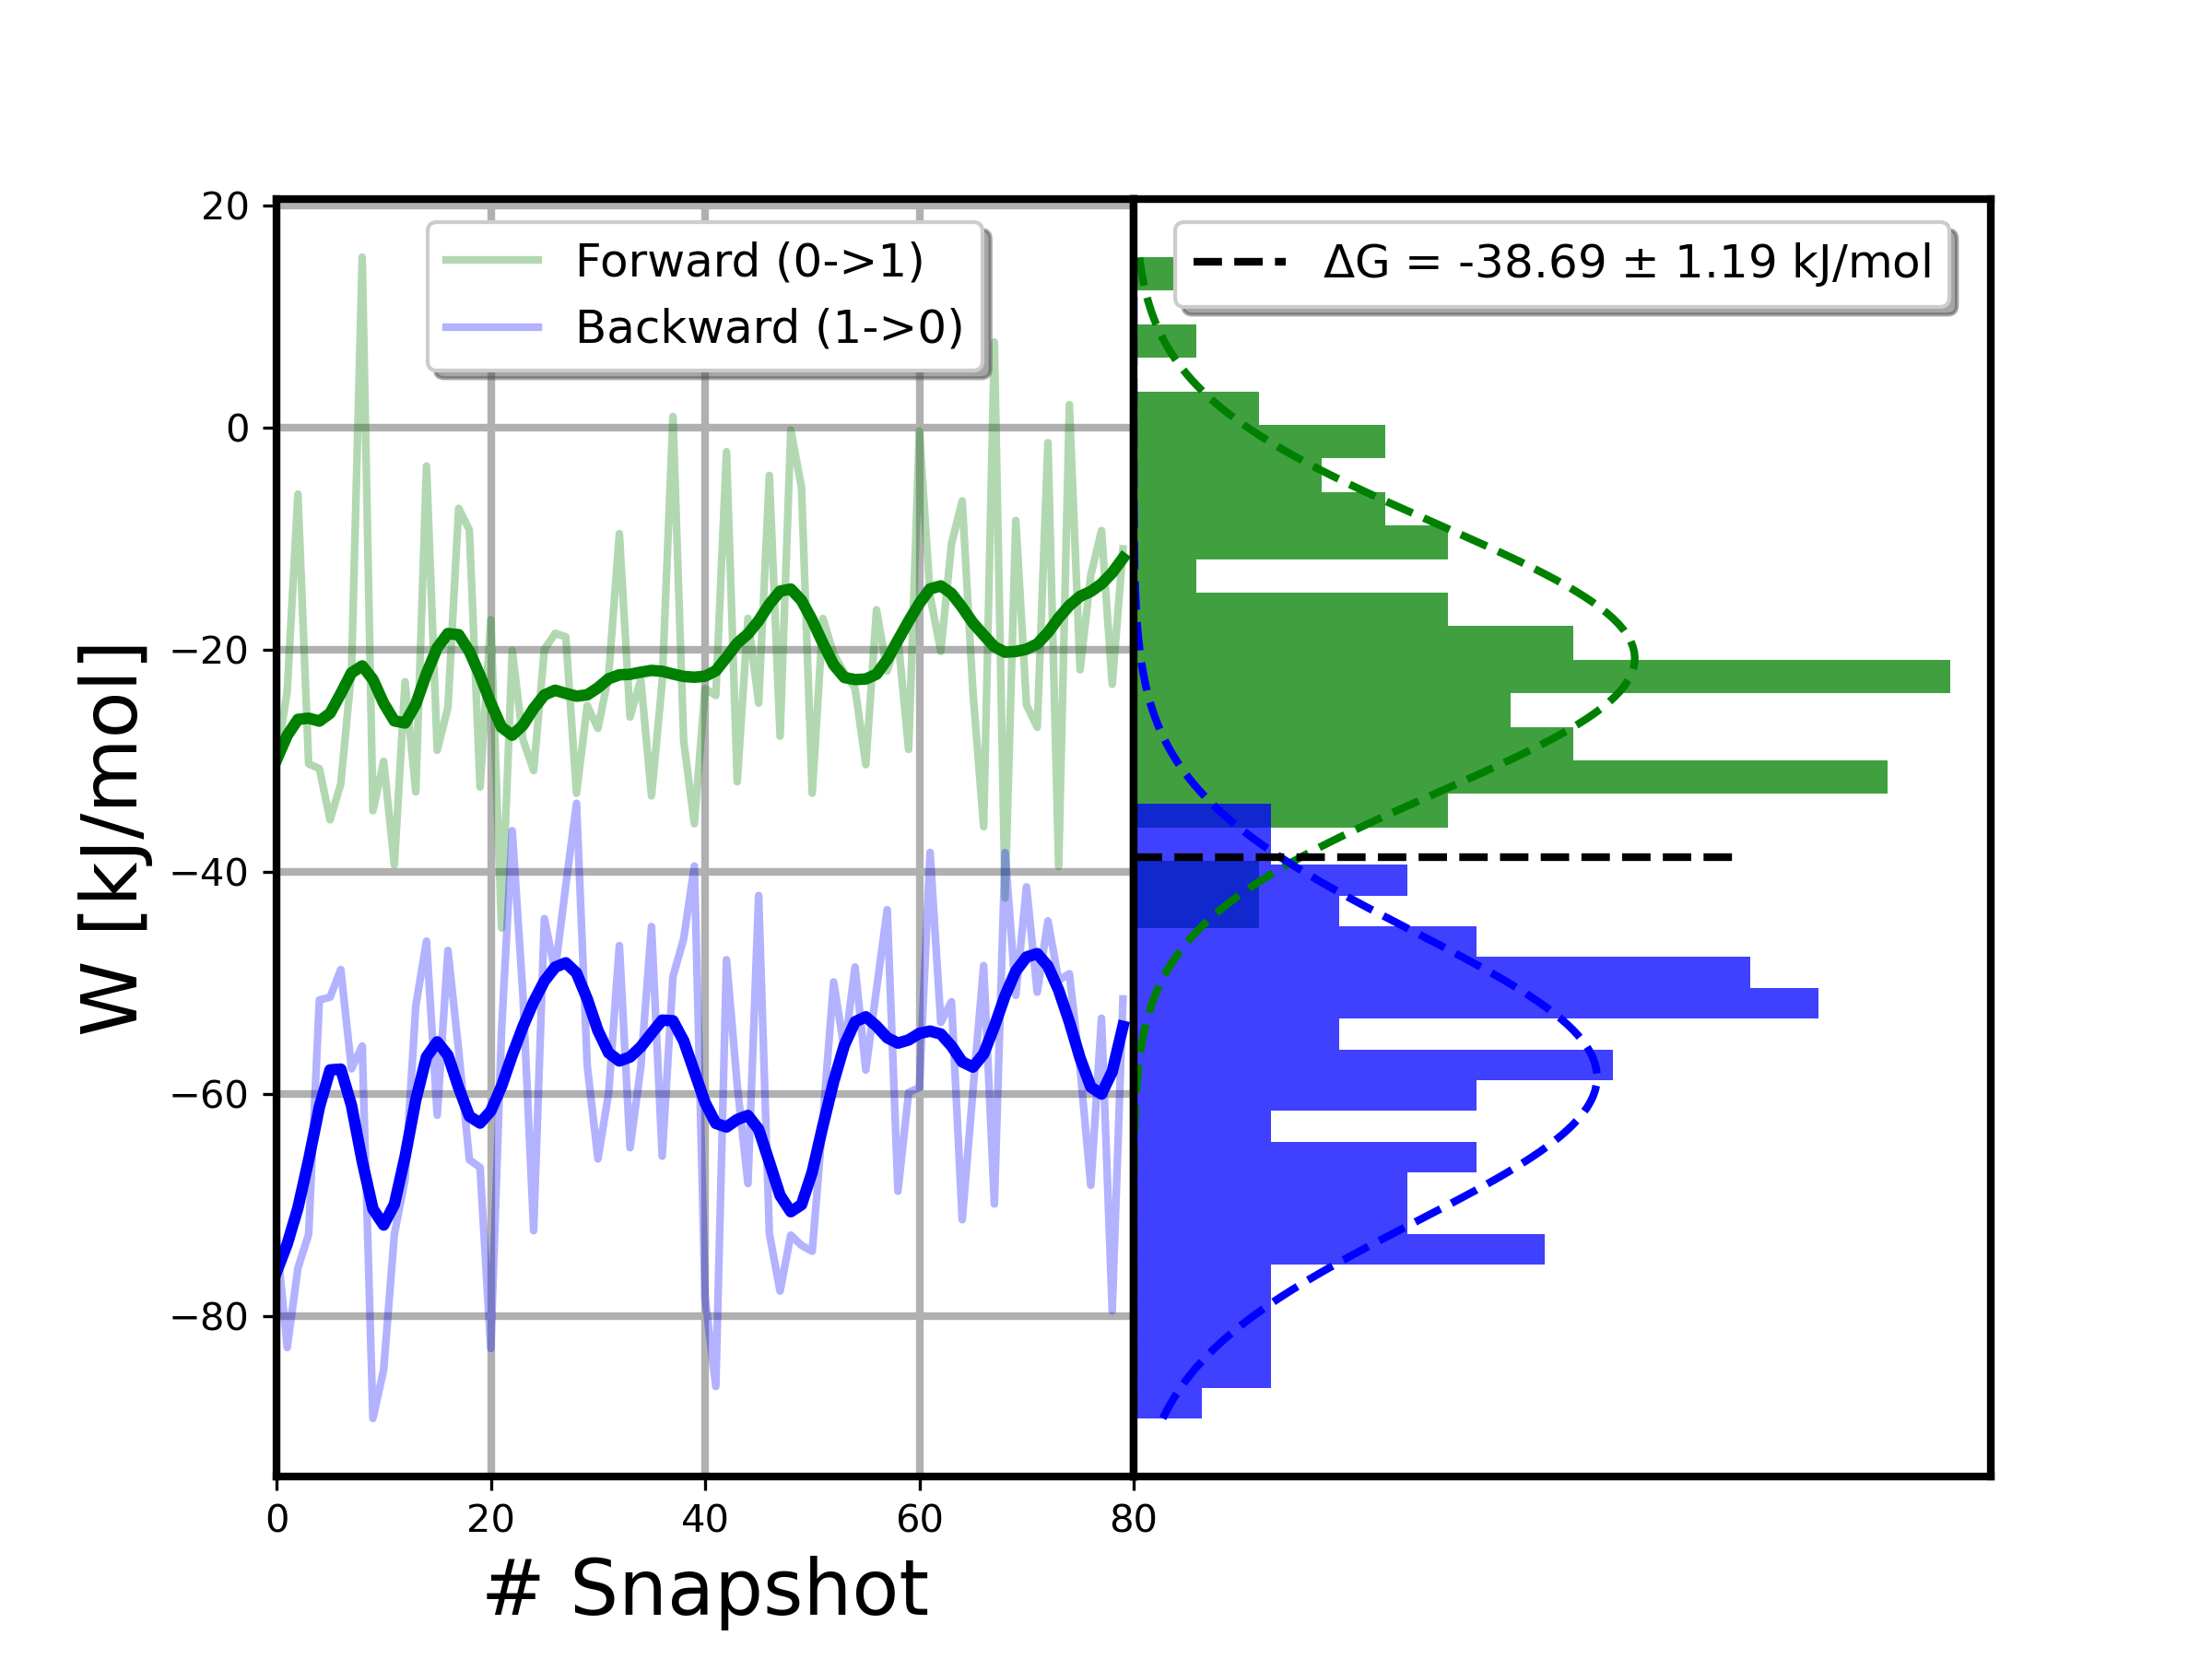 20
0
−20
−40
−60
−80
W [kJ/mol]
Forward (0->1)
Backward (1->0)
ΔG = -38.69 ± 1.19 kJ/mol
0 20 40 60 80
# Snapshot